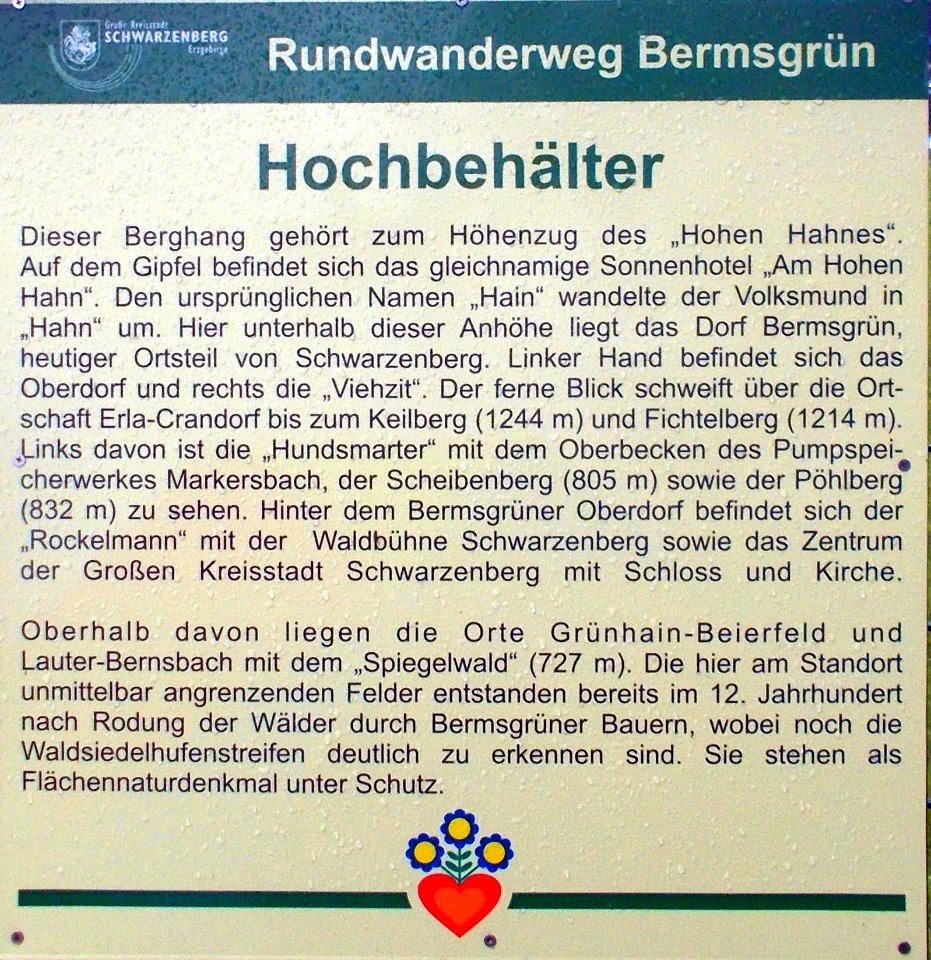 Große Kreisstadt
SCHWARZENBERG
Erzgebirge
Rundwanderweg Bermsgrün
Hochbehälter
Dieser Berghang gehört zum Höhenzug des „Hohen Hahnes“.
Auf dem Gipfel befindet sich das gleichnamige Sonnenhotel „Am Hohen
Hahn“. Den ursprünglichen Namen „Hain“ wandelte der Volksmund in
„Hahn“ um. Hier unterhalb dieser Anhöhe liegt das Dorf Bermsgrün,
heutiger Ortsteil von Schwarzenberg. Linker Hand befindet sich das
Oberdorf und rechts die „Viehzit“. Der ferne Blick schweift über die Ort-
schaft Erla-Crandorf bis zum Keilberg (1244 m) und Fichtelberg (1214 m).
Links davon ist die „Hundsmarter“ mit dem Oberbecken des Pumpspei-
cherwerkes Markersbach, der Scheibenberg (805 m) sowie der Pöhlberg
(832 m) zu sehen. Hinter dem Bermsgrüner Oberdorf befindet sich der
„Rockelmann“ mit der Waldbühne Schwarzenberg sowie das Zentrum
der Großen Kreisstadt Schwarzenberg mit Schloss und Kirche.
Oberhalb davon liegen die Orte Grünhain-Beierfeld und
Lauter-Bernsbach mit dem „Spiegelwald“ (727 m). Die hier am Standort
unmittelbar angrenzenden Felder entstanden bereits im 12. Jahrhundert
nach Rodung der Wälder durch Bermsgrüner Bauern, wobei noch die
Waldsiedelhufenstreifen deutlich zu erkennen sind. Sie stehen als
Flächennaturdenkmal unter Schutz.